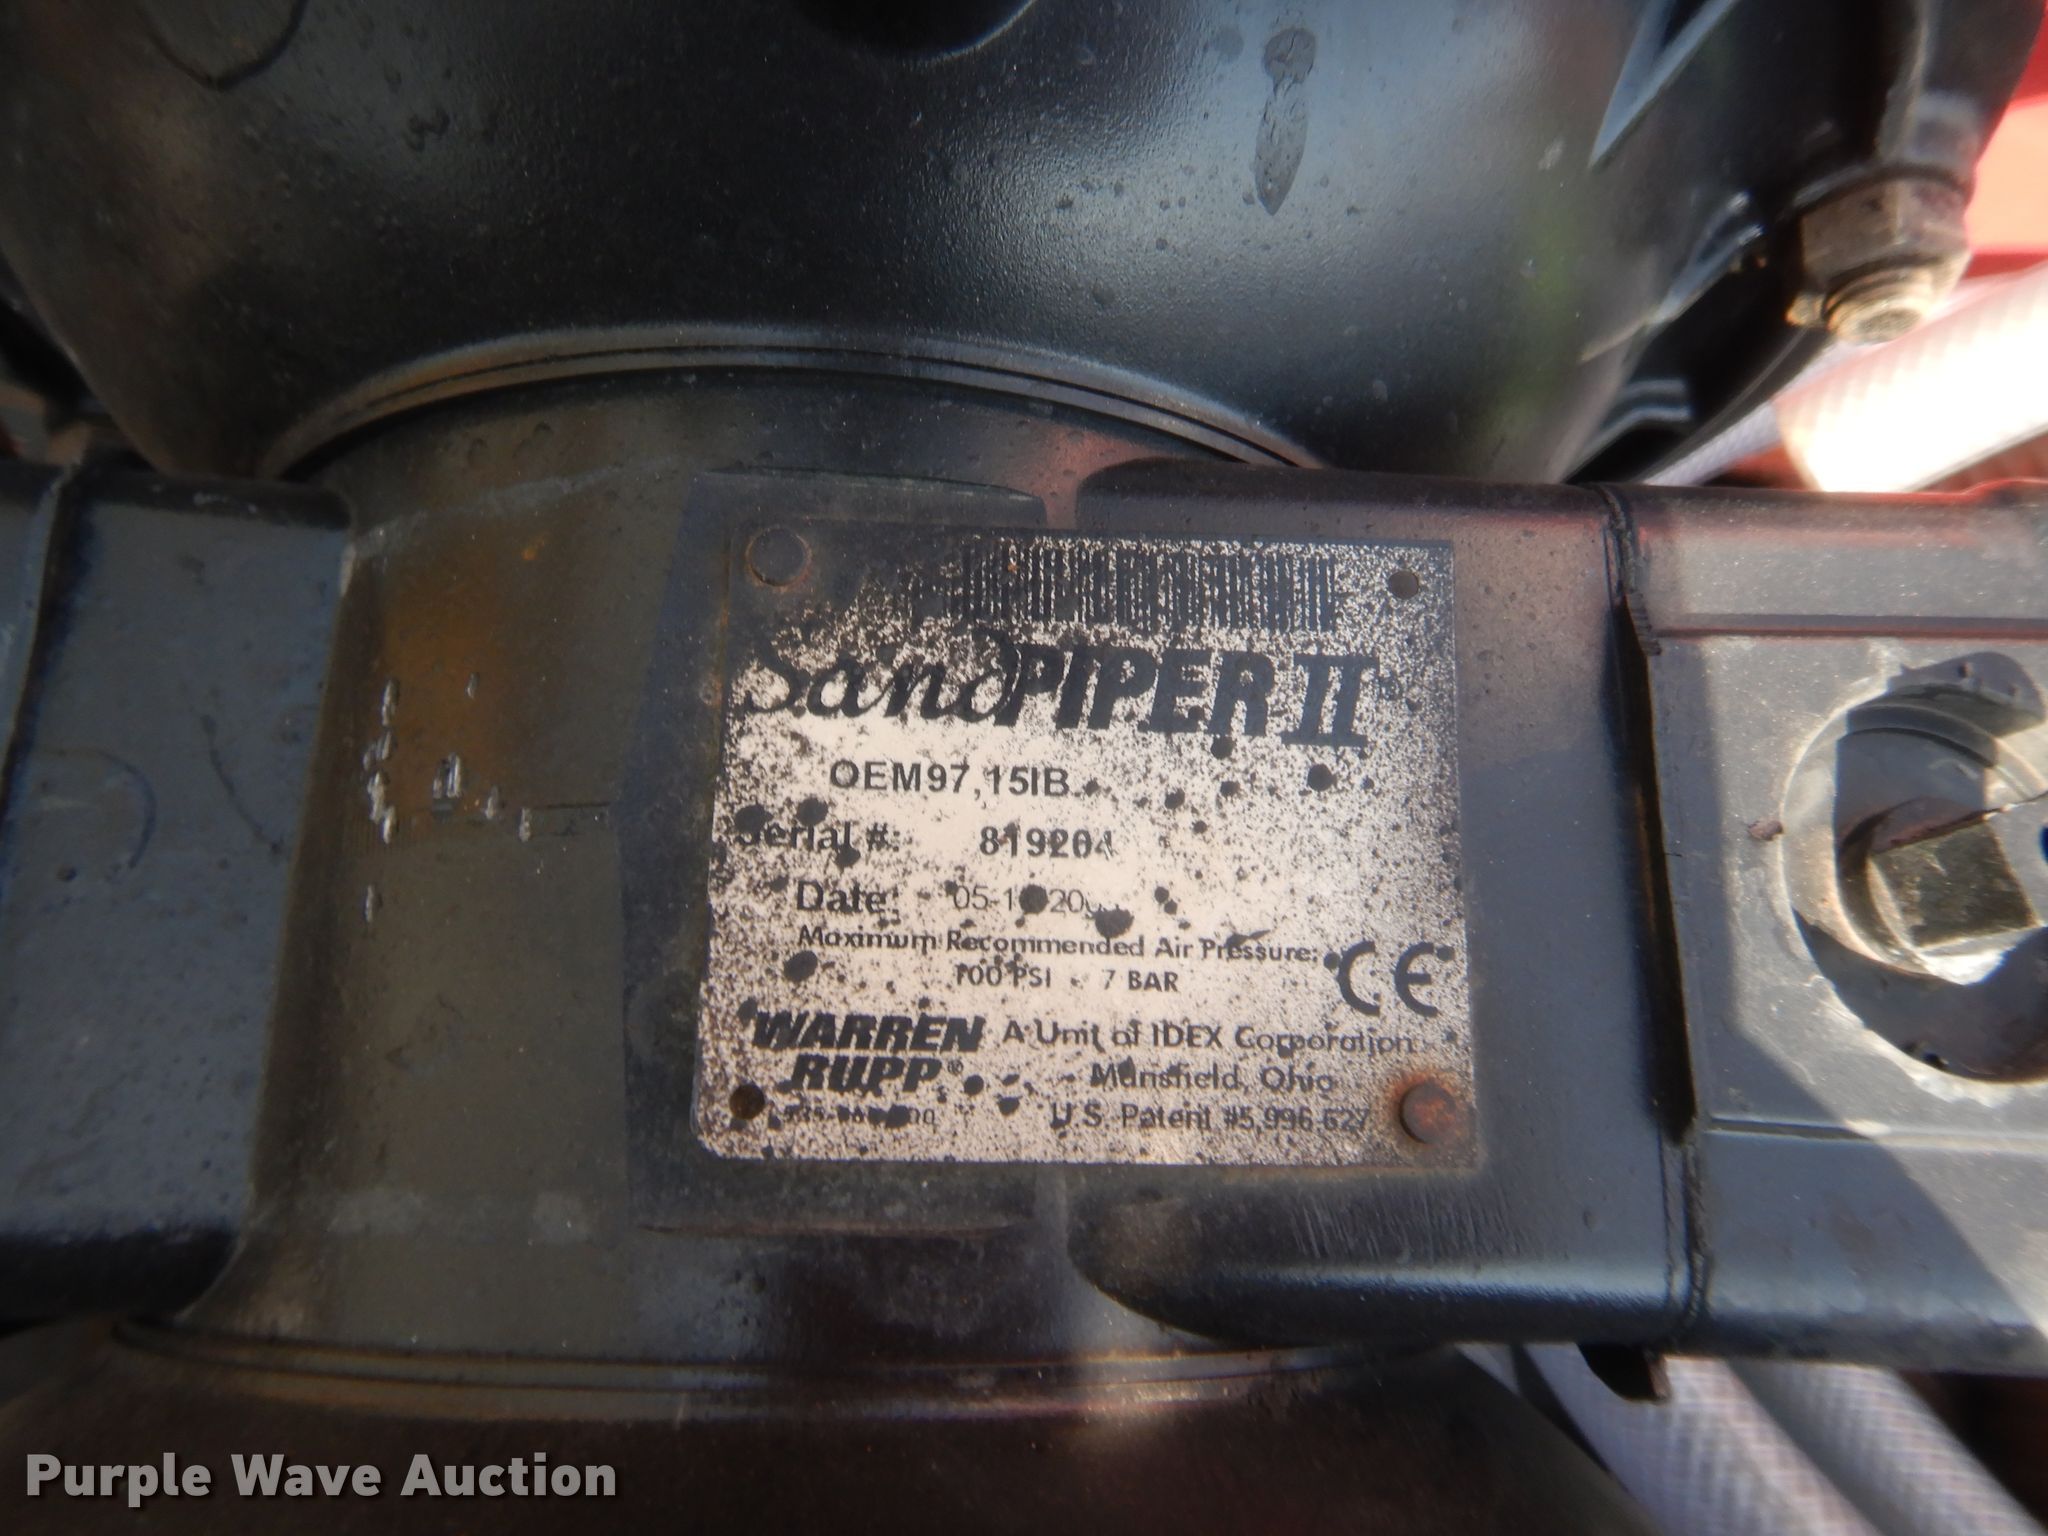 SandPIPER II®
OEM97,15IB.
Serial #: 819204
Date:
Maximum Recommended Air Pressure:
100 PSI - 7 BAR
CE
WARREN RUPP® A Unit of IDEX Corporation
Mansfield, Ohio
U.S. Patent #5,996,627
Purple Wave Auction